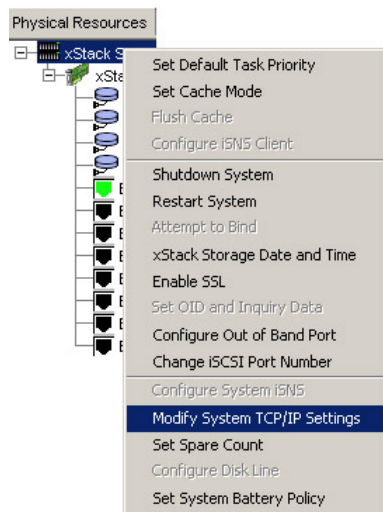 Physical Resources
xStack S
xSta
Set Default Task Priority
Set Cache Mode
Flush Cache
Configure iSNS Client
Shutdown System
Restart System
Attempt to Bind
xStack Storage Date and Time
Enable SSL
Set OID and Inquiry Data
Configure Out of Band Port
Change iSCSI Port Number
Configure System iSNS
Modify System TCP/IP Settings
Set Spare Count
Configure Disk Line
Set System Battery Policy